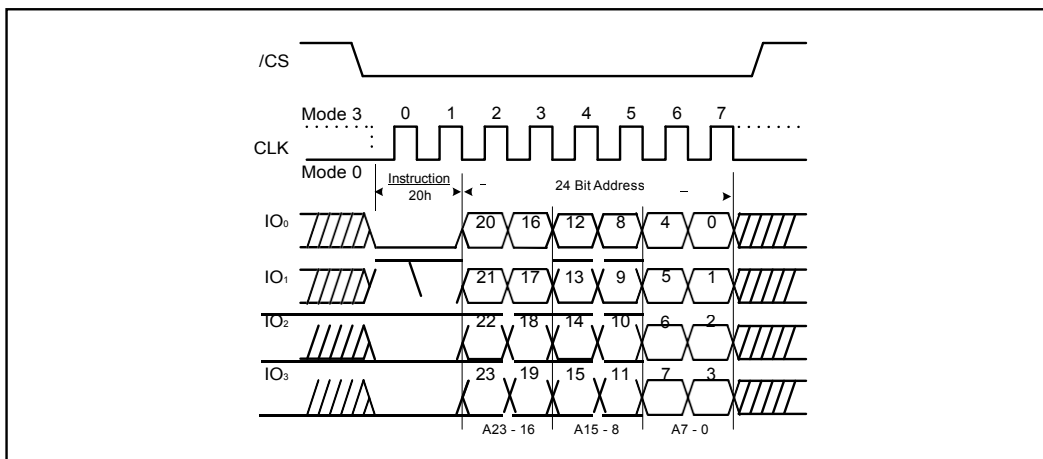 /CS
Mode 3 0 1 2 3 4 5 6 7
CLK
Mode 0
Instruction
20h
24 Bit Address
IO₀ 20 16 12 8 4 0
IO₁ 21 17 13 9 5 1
IO₂ 22 18 14 10 6 2
IO₃ 23 19 15 11 7 3
A23 - 16 A15 - 8 A7 - 0